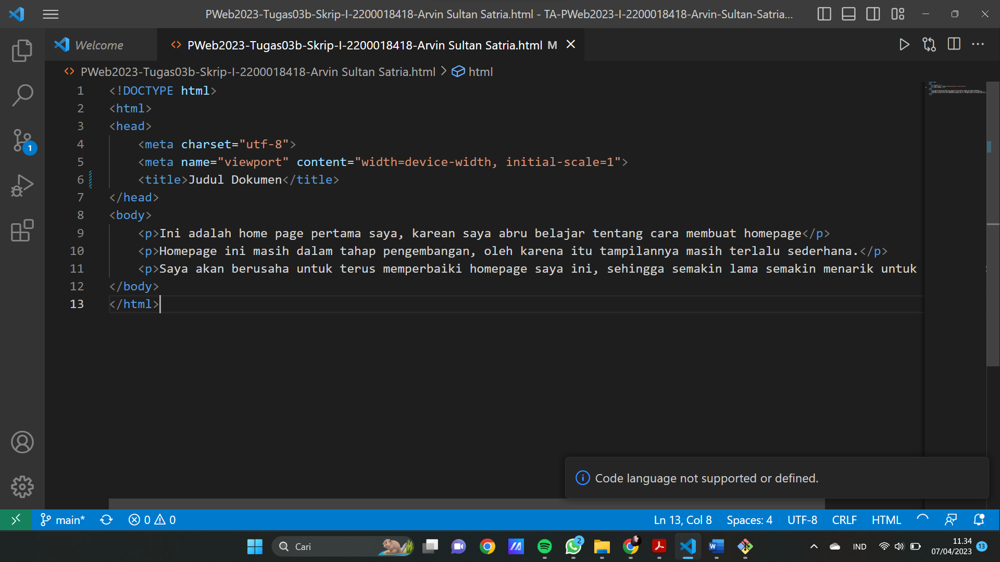 PWeb2023-Tugas03b-Skrip-I-2200018418-Arvin Sultan Satria.html - TA-PWeb2023-I-2200018418-Arvin-Sultan-Satria...
Welcome
PWeb2023-Tugas03b-Skrip-I-2200018418-Arvin Sultan Satria.html M
PWeb2023-Tugas03b-Skrip-I-2200018418-Arvin Sultan Satria.html > html
1 <!DOCTYPE html>
2 <html>
3 <head>
4 <meta charset="utf-8">
5 <meta name="viewport" content="width=device-width, initial-scale=1">
6 <title>Judul Dokumen</title>
7 </head>
8 <body>
9 <p>Ini adalah home page pertama saya, karean saya abru belajar tentang cara membuat homepage</p>
10 <p>Homepage ini masih dalam tahap pengembangan, oleh karena itu tampilannya masih terlalu sederhana.</p>
11 <p>Saya akan berusaha untuk terus memperbaiki homepage saya ini, sehingga semakin lama semakin menarik untuk
12 </body>
13 </html>
1
Code language not supported or defined.
main* 0 0 Ln 13, Col 8 Spaces: 4 UTF-8 CRLF HTML
Cari 2 IND 11.34 13
07/04/2023